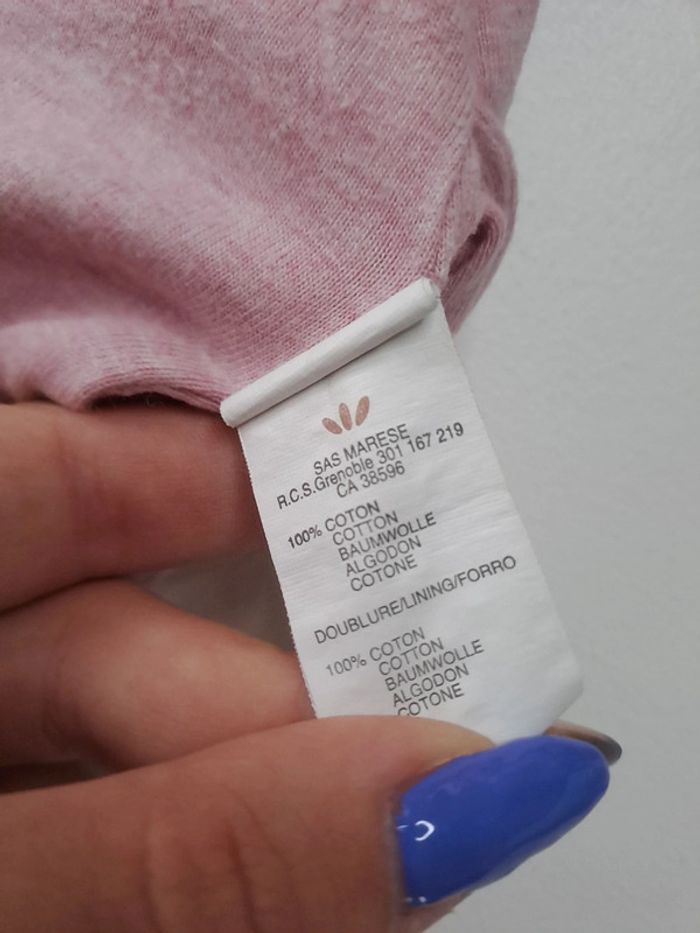 SAS MARESE
R.C.S.Grenoble 301 167 219
CA 38596
100% COTON
COTTON
BAUMWOLLE
ALGODON
COTONE
DOUBLURE/LINING/FORRO
100% COTON
COTTON
BAUMWOLLE
ALGODON
COTONE